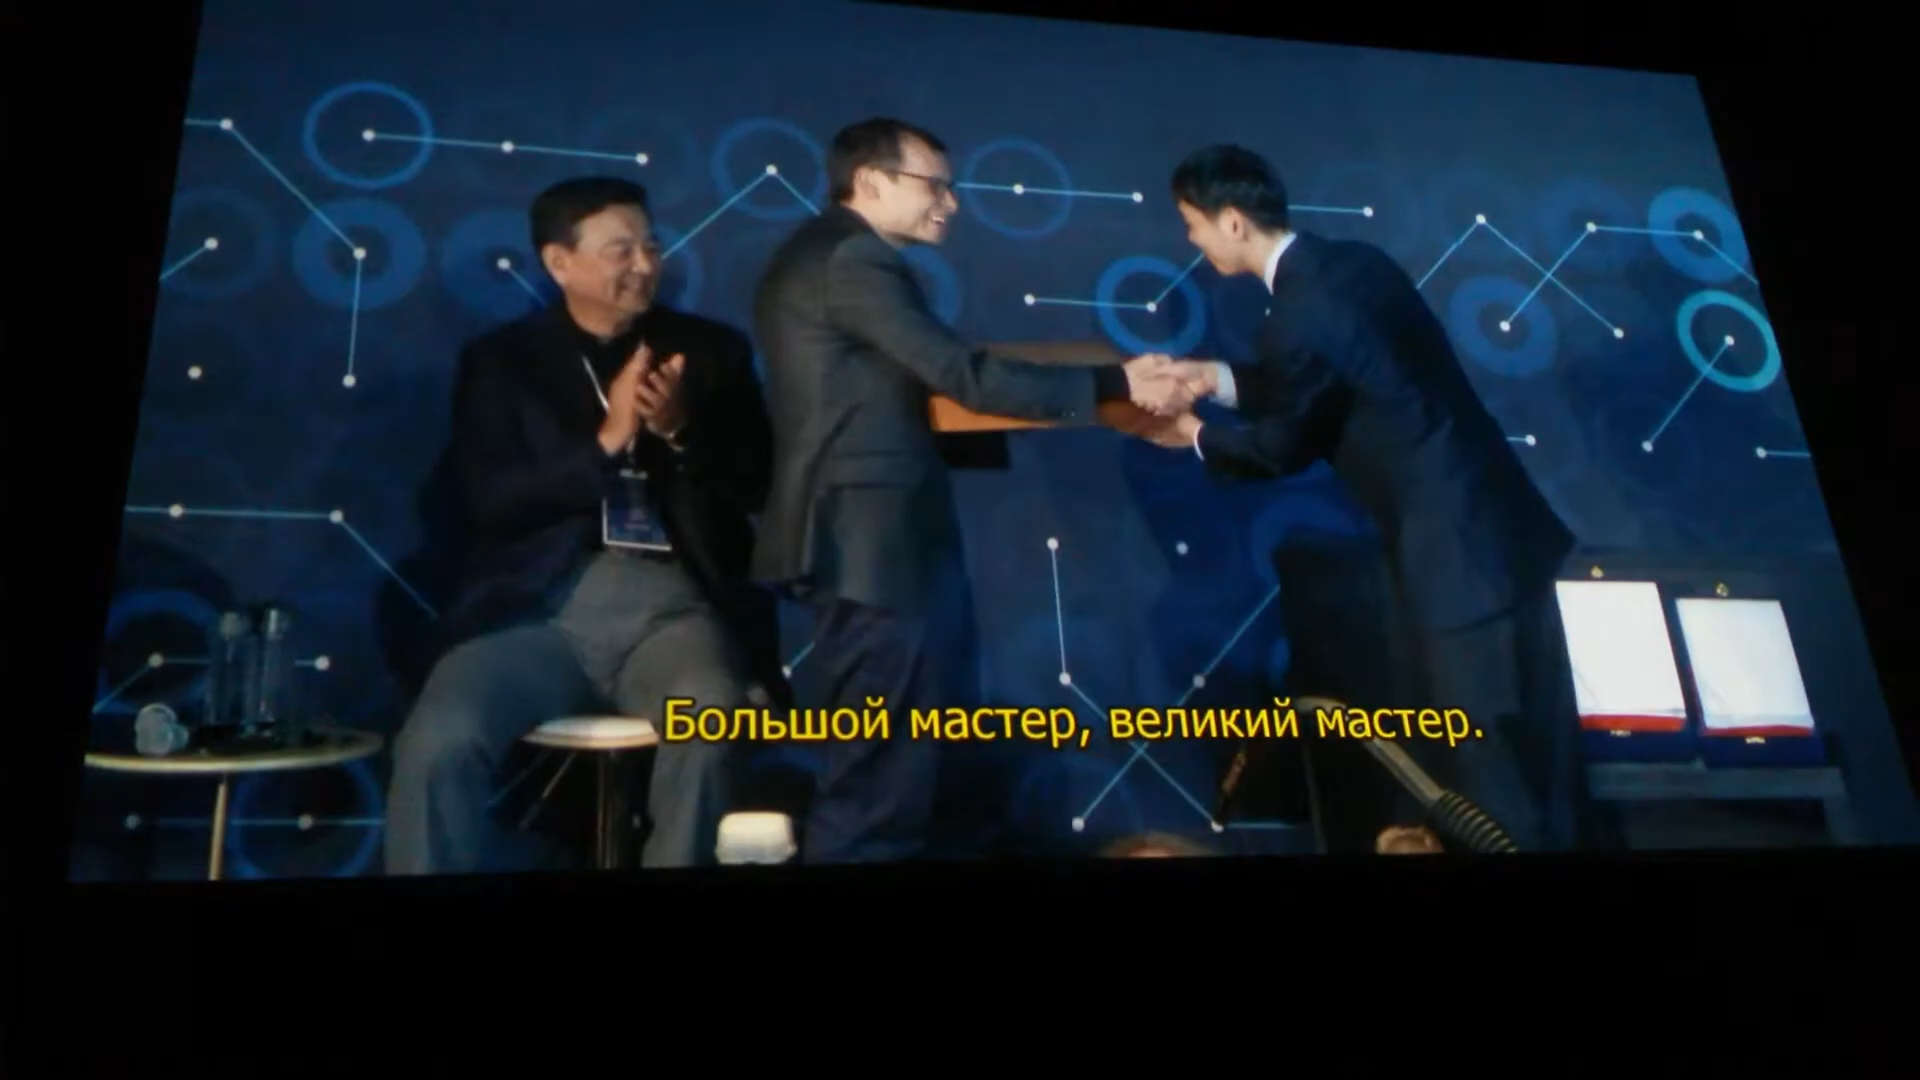 Большой мастер, великий мастер.